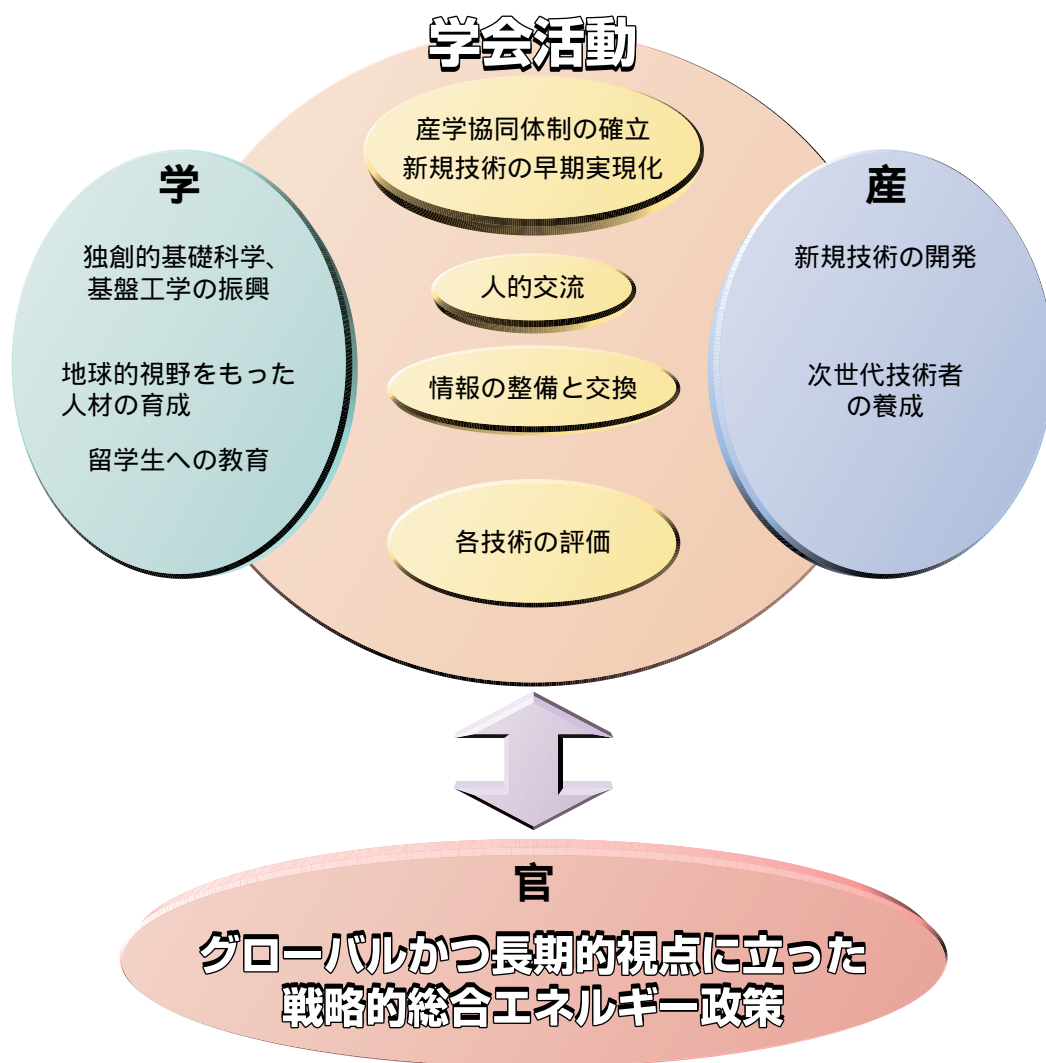 学会活動
産学協同体制の確立
新規技術の早期実現化
人的交流
情報の整備と交換
各技術の評価
学
独創的基礎科学、
基盤工学の振興
地球的視野をもった
人材の育成
留学生への教育
産
新規技術の開発
次世代技術者
の養成
官
グローバルかつ長期的視点に立った
戦略的総合エネルギー政策